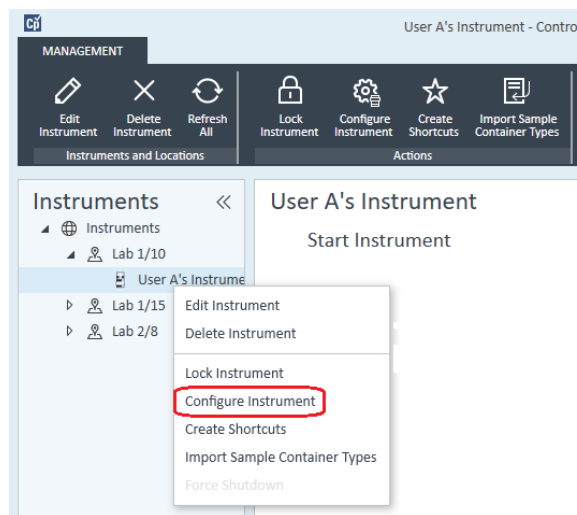 Cp
User A's Instrument - Contro
MANAGEMENT
Edit Instrument
Delete Instrument
Refresh All
Lock Instrument
Configure Instrument
Create Shortcuts
Import Sample Container Types
Instruments and Locations
Actions
Instruments
User A's Instrument
Instruments
Start Instrument
Lab 1/10
User A's Instrume
Lab 1/15
Lab 2/8
Edit Instrument
Delete Instrument
Lock Instrument
Configure Instrument
Create Shortcuts
Import Sample Container Types
Force Shutdown